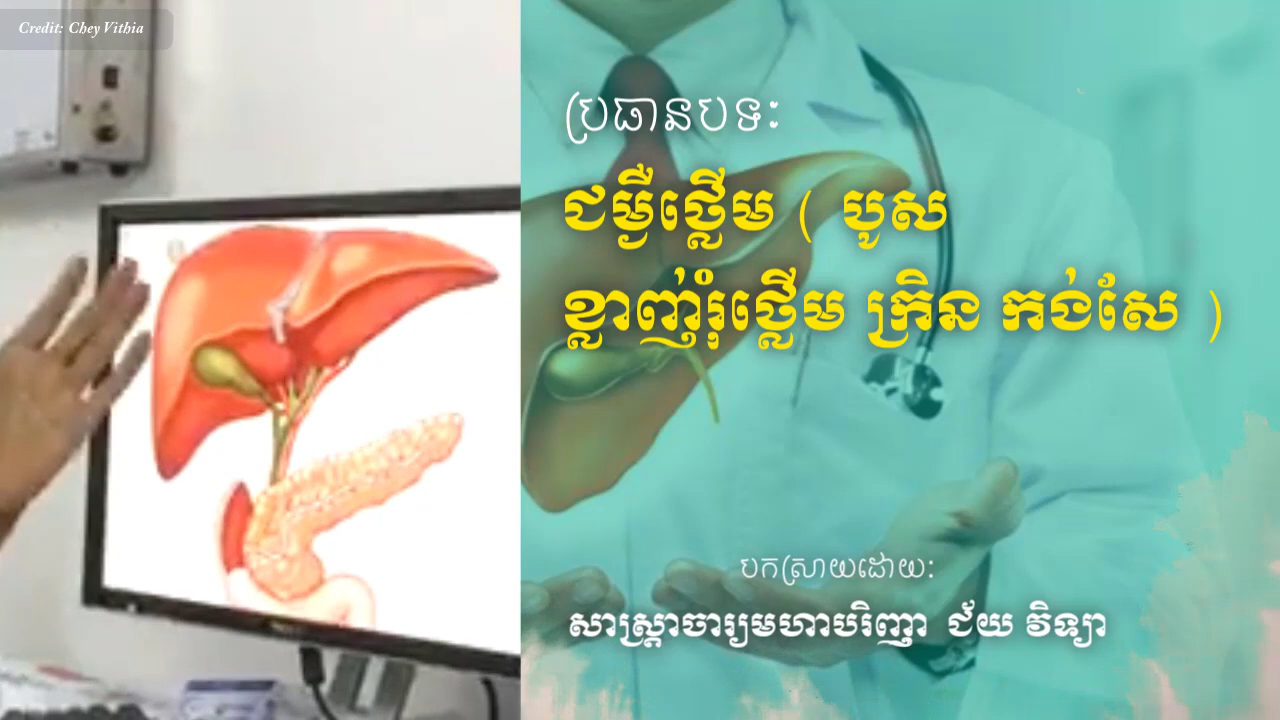 Credit: Chey Vithia
ប្រធានបទ៖
ជម្ងឺថ្លើម ( បូស
ខ្លាញ់រុំថ្លើម ក្រិន កង់សែ )
បកស្រាយដោយ៖
សាស្ត្រាចារ្យមហាបរិញ្ញា ជ័យ វិទ្យា